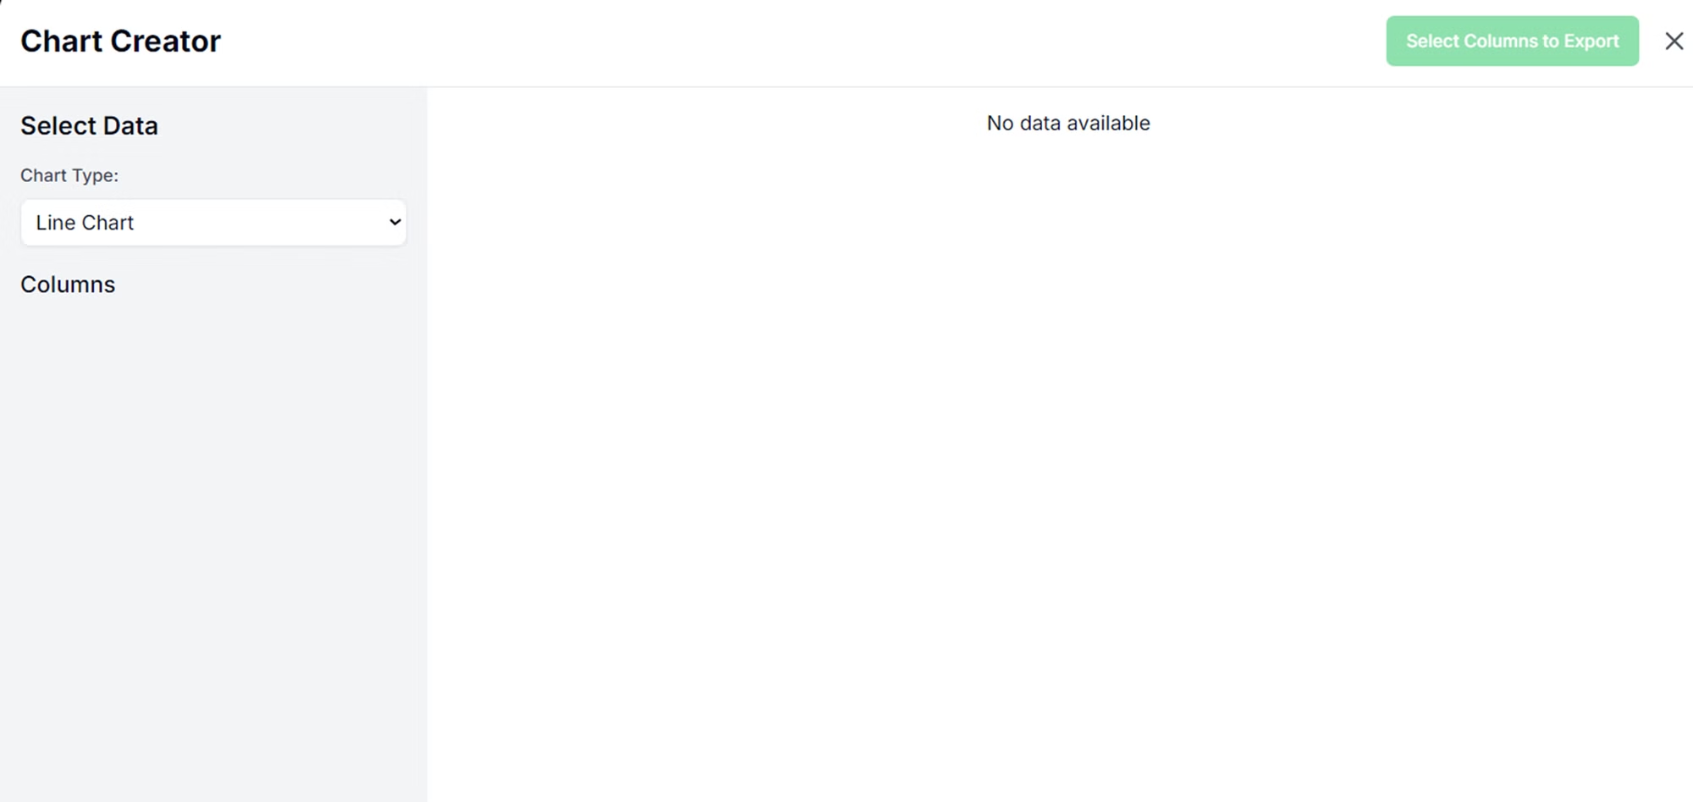 Chart Creator
Select Columns to Export
Select Data
Chart Type:
Line Chart
Columns
No data available